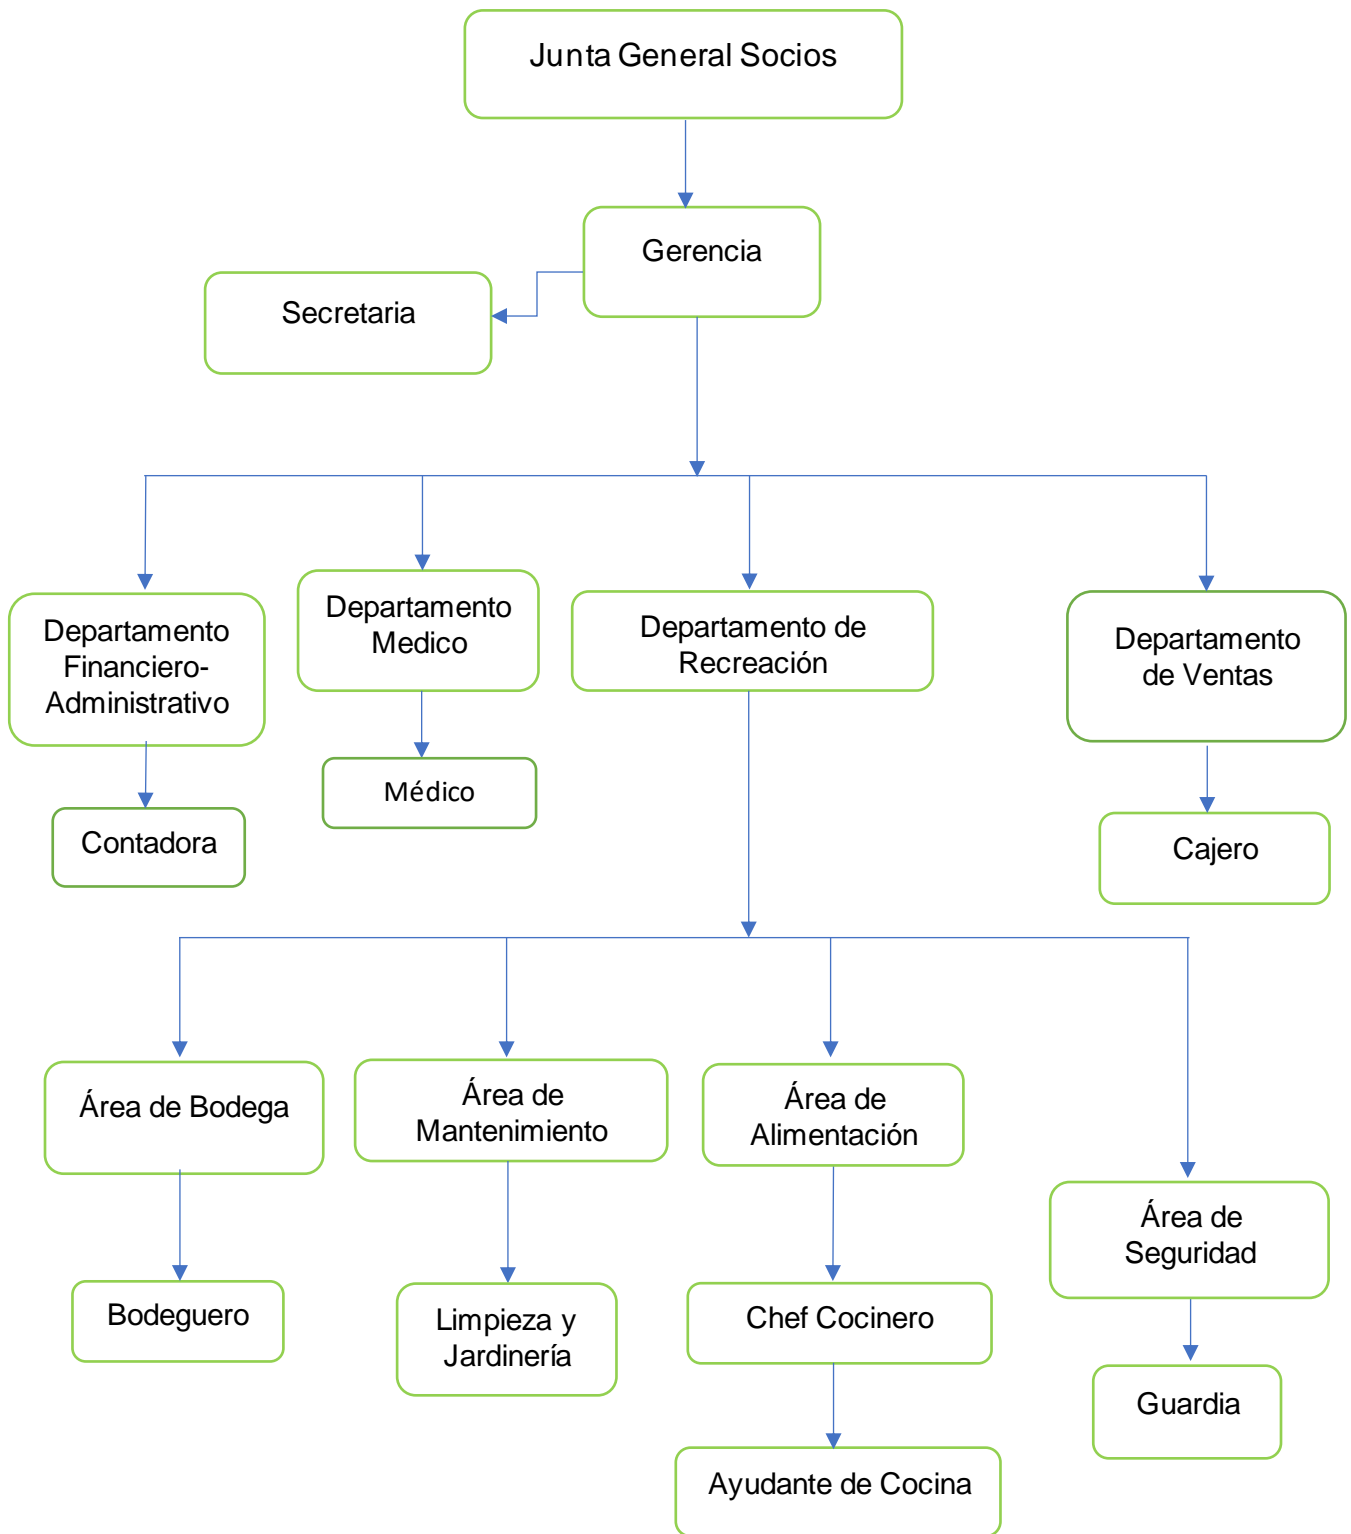 Junta General Socios
Gerencia
Secretaria
Departamento
Financiero-
Administrativo
Departamento
Medico
Departamento de
Recreación
Departamento
de Ventas
Contadora
Médico
Cajero
Área de Bodega
Área de
Mantenimiento
Área de
Alimentación
Área de
Seguridad
Bodeguero
Limpieza y
Jardinería
Chef Cocinero
Guardia
Ayudante de Cocina